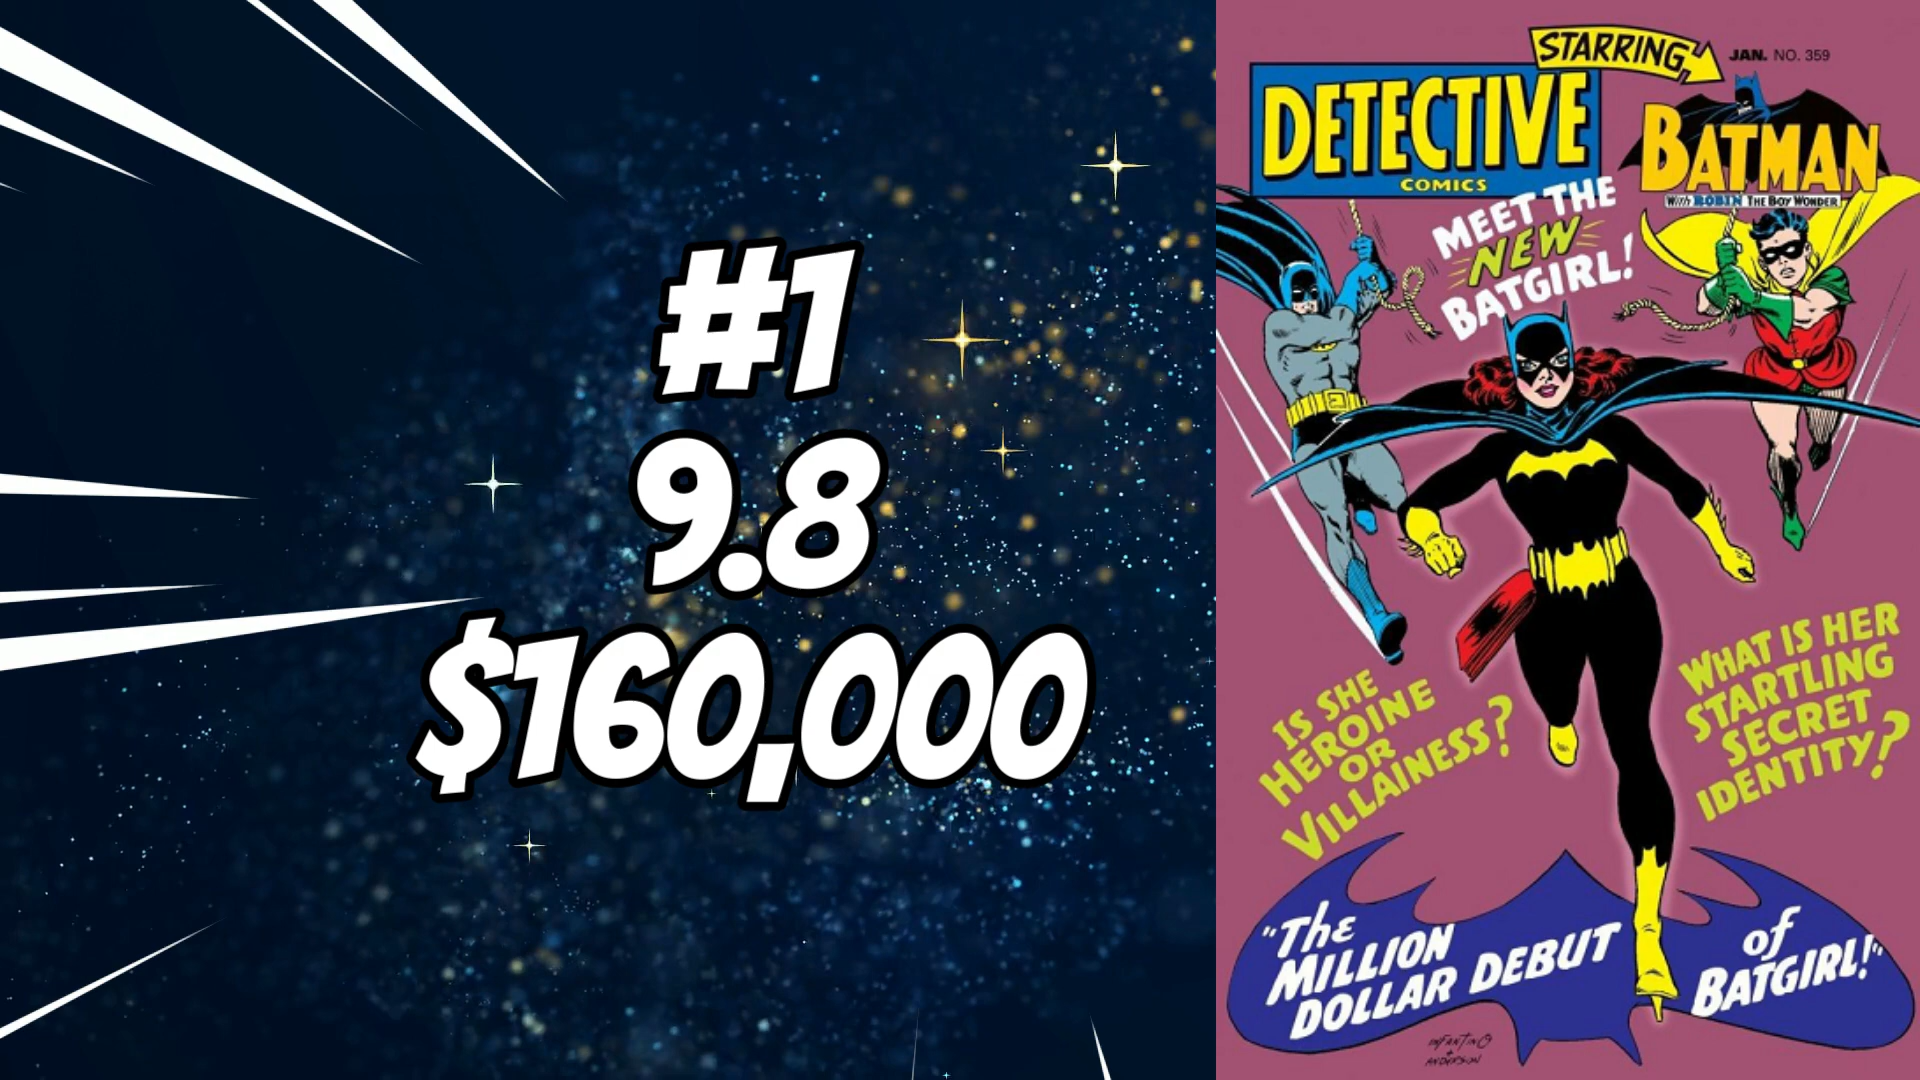 #1
9.8
$160,000
STARRING
JAN. NO. 359
DETECTIVE
COMICS
BATMAN
With ROBIN THE BOY WONDER
MEET THE
NEW
BATGIRL!
IS SHE
HEROINE
OR
VILLAINESS?
WHAT IS HER
STARTLING
SECRET
IDENTITY?
"The
MILLION
DOLLAR DEBUT
of
BATGIRL!"
INFANTINO
+
ANDERSON